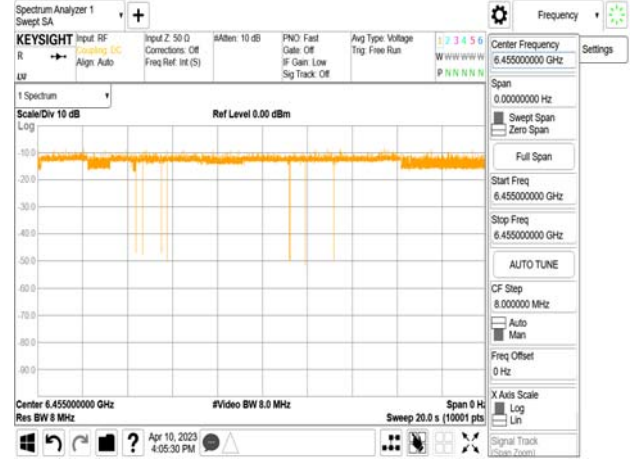 Spectrum Analyzer 1
Swept SA
Frequency
KEYSIGHT
R
LV
Input: RF
Coupling: DC
Align: Auto
Input Z: 50 Ω
Corrections: Off
Freq Ref: Int (S)
#Atten: 10 dB
PNO: Fast
Gate: Off
IF Gain: Low
Sig Track: Off
Avg Type: Voltage
Trig: Free Run
1 2 3 4 5 6
W W W W W W
P N N N N N
1 Spectrum
Scale/Div 10 dB
Ref Level 0.00 dBm
Log
-10.0
-20.0
-30.0
-40.0
-50.0
-60.0
-70.0
-80.0
-90.0
Center 6.455000000 GHz
#Video BW 8.0 MHz
Span 0 Hz
Res BW 8 MHz
Sweep 20.0 s (10001 pts
Center Frequency
6.455000000 GHz
Settings
Span
0.00000000 Hz
Swept Span
Zero Span
Full Span
Start Freq
6.455000000 GHz
Stop Freq
6.455000000 GHz
AUTO TUNE
CF Step
8.000000 MHz
Auto
Man
Freq Offset
0 Hz
X Axis Scale
Log
Lin
Signal Track
(Span Zoom)
?
Apr 10, 2023
4:05:30 PM